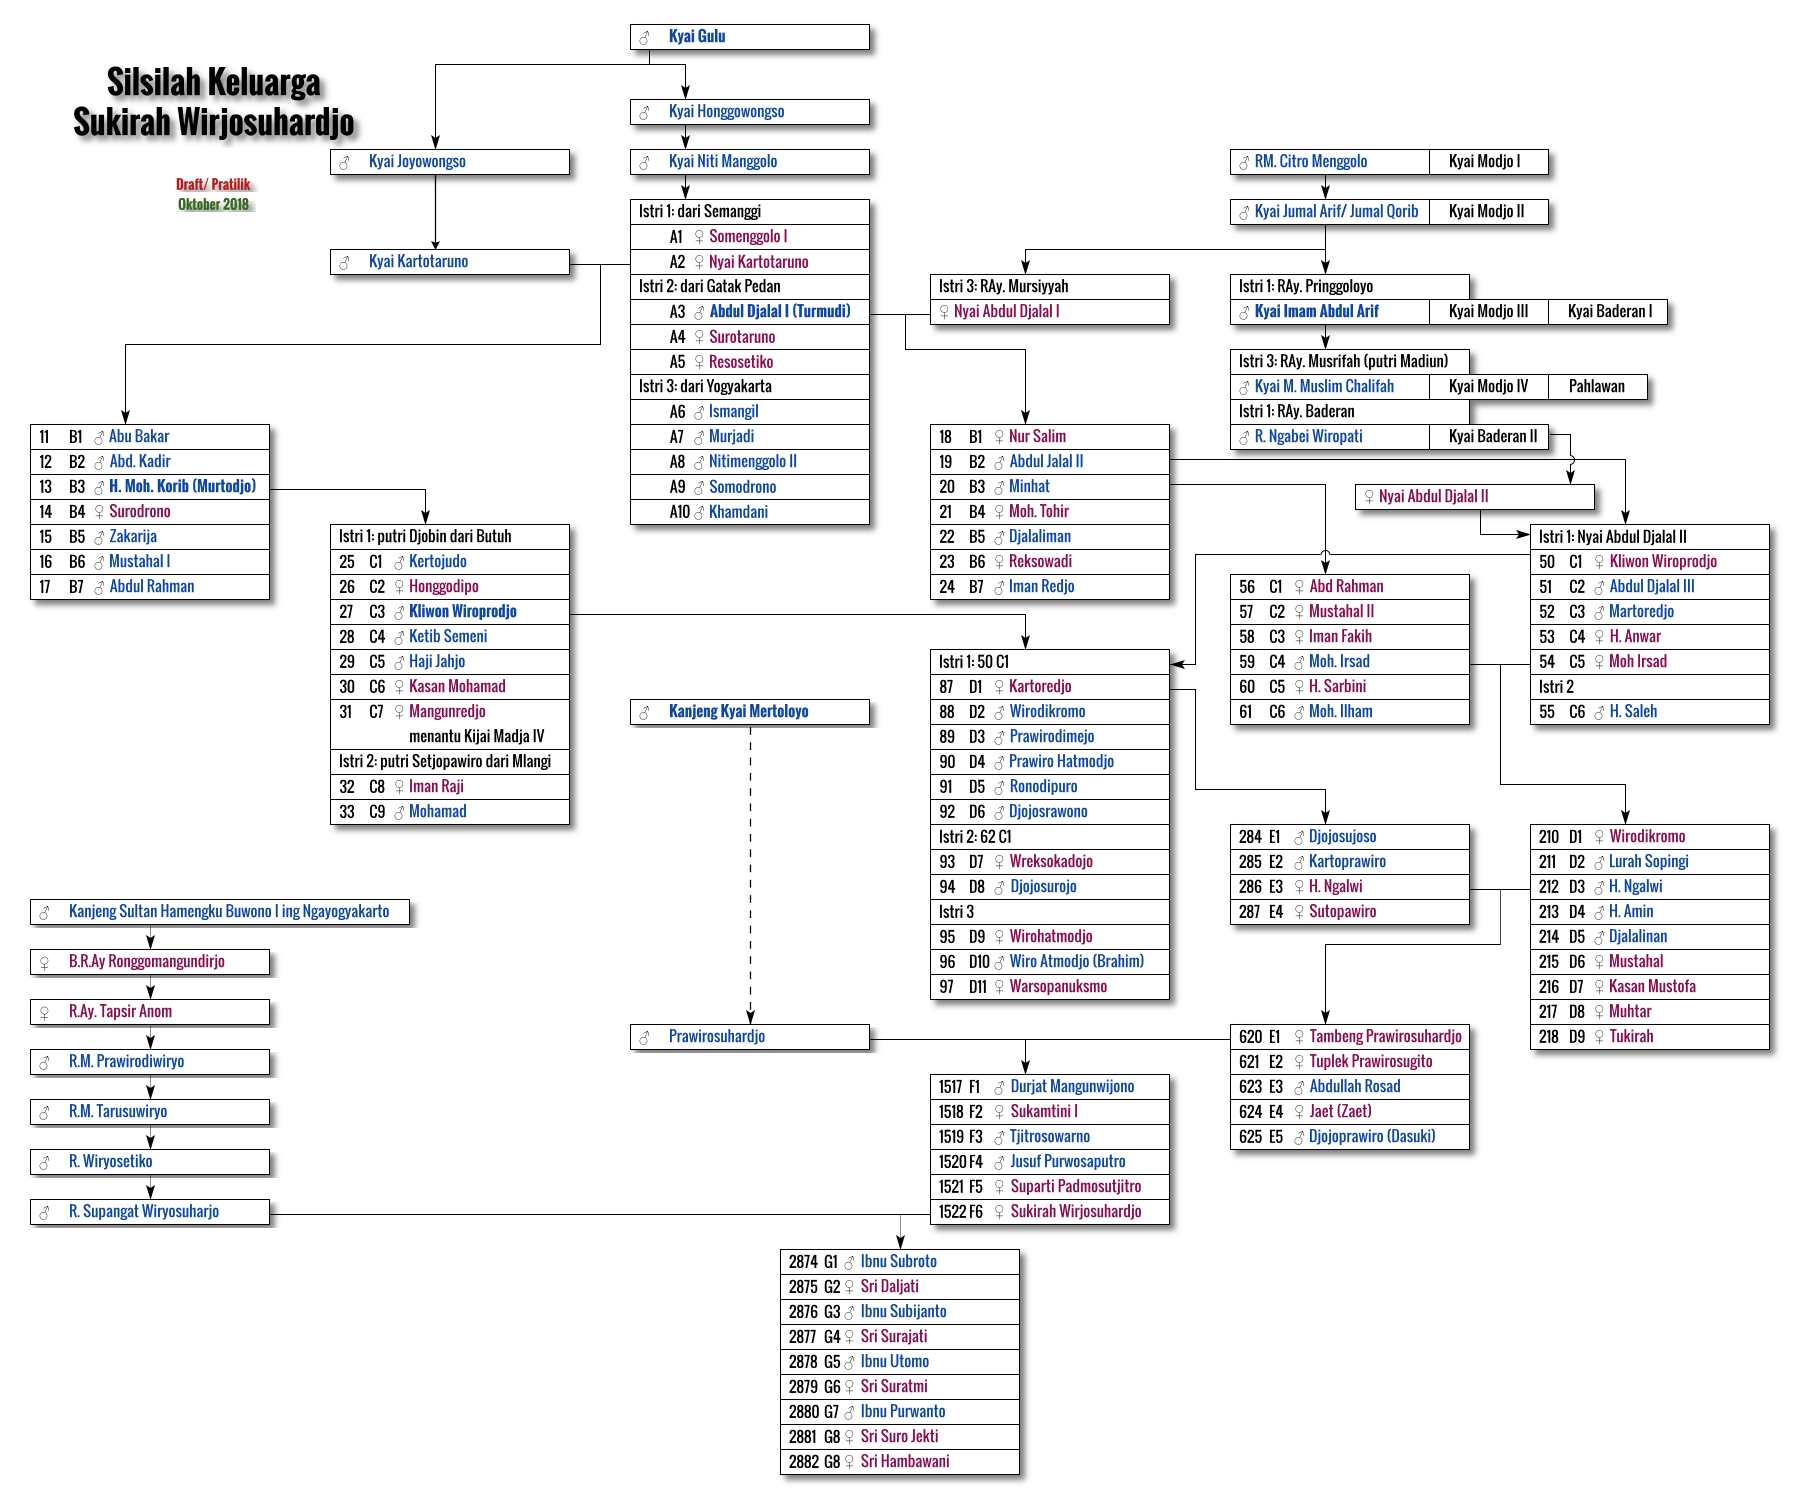 Silsilah Keluarga
Sukirah Wirjosuhardjo
Draft/ Pratilik
Oktober 2018
♂ Kyai Gulu
♂ Kyai Honggowongso
♂ Kyai Joyowongso
♂ Kyai Niti Manggolo
♂ Kyai Kartotaruno
Istri 1: dari Semanggi
A1 ♀ Somenggolo I
A2 ♀ Nyai Kartotaruno
Istri 2: dari Gatak Pedan
A3 ♂ Abdul Djalal I (Turmudi)
A4 ♀ Surotaruno
A5 ♀ Resosetiko
Istri 3: dari Yogyakarta
A6 ♂ Ismangil
A7 ♂ Murjadi
A8 ♂ Nitimenggolo II
A9 ♂ Somodrono
A10 ♂ Khamdani
♂ RM. Citro Menggolo Kyai Modjo I
♂ Kyai Jumal Arif/ Jumal Qorib Kyai Modjo II
Istri 3: RAy. Mursiyyah
♀ Nyai Abdul Djalal I
Istri 1: RAy. Pringgoloyo
♂ Kyai Imam Abdul Arif Kyai Modjo III Kyai Baderan I
Istri 3: RAy. Musrifah (putri Madiun)
♂ Kyai M. Muslim Chalifah Kyai Modjo IV Pahlawan
Istri 1: RAy. Baderan
♂ R. Ngabei Wiropati Kyai Baderan II
♀ Nyai Abdul Djalal II
11 B1 ♂ Abu Bakar
12 B2 ♂ Abd. Kadir
13 B3 ♂ H. Moh. Korib (Murtodjo)
14 B4 ♀ Surodrono
15 B5 ♂ Zakarija
16 B6 ♂ Mustahal I
17 B7 ♂ Abdul Rahman
Istri 1: putri Djobin dari Butuh
25 C1 ♂ Kertojudo
26 C2 ♀ Honggodipo
27 C3 ♂ Kliwon Wiroprodjo
28 C4 ♂ Ketib Semeni
29 C5 ♂ Haji Jahjo
30 C6 ♀ Kasan Mohamad
31 C7 ♀ Mangunredjo
menantu Kijai Madja IV
Istri 2: putri Setjopawiro dari Mlangi
32 C8 ♀ Iman Raji
33 C9 ♂ Mohamad
18 B1 ♀ Nur Salim
19 B2 ♂ Abdul Jalal II
20 B3 ♂ Minhat
21 B4 ♀ Moh. Tohir
22 B5 ♂ Djalaliman
23 B6 ♀ Reksowadi
24 B7 ♂ Iman Redjo
56 C1 ♀ Abd Rahman
57 C2 ♀ Mustahal II
58 C3 ♀ Iman Fakih
59 C4 ♂ Moh. Irsad
60 C5 ♀ H. Sarbini
61 C6 ♂ Moh. Ilham
Istri 1: Nyai Abdul Djalal II
50 C1 ♀ Kliwon Wiroprodjo
51 C2 ♂ Abdul Djalal III
52 C3 ♂ Martoredjo
53 C4 ♀ H. Anwar
54 C5 ♀ Moh Irsad
Istri 2
55 C6 ♂ H. Saleh
♂ Kanjeng Kyai Mertoloyo
Istri 1: 50 C1
87 D1 ♀ Kartoredjo
88 D2 ♂ Wirodikromo
89 D3 ♂ Prawirodimejo
90 D4 ♂ Prawiro Hatmodjo
91 D5 ♂ Ronodipuro
92 D6 ♂ Djojosrawono
Istri 2: 62 C1
93 D7 ♀ Wreksokadojo
94 D8 ♂ Djojosurojo
Istri 3
95 D9 ♀ Wirohatmodjo
96 D10 ♂ Wiro Atmodjo (Brahim)
97 D11 ♀ Warsopanuksmo
284 E1 ♂ Djojosujoso
285 E2 ♂ Kartoprawiro
286 E3 ♀ H. Ngalwi
287 E4 ♀ Sutopawiro
210 D1 ♀ Wirodikromo
211 D2 ♂ Lurah Sopingi
212 D3 ♂ H. Ngalwi
213 D4 ♂ H. Amin
214 D5 ♂ Djalalinan
215 D6 ♀ Mustahal
216 D7 ♀ Kasan Mustofa
217 D8 ♀ Muhtar
218 D9 ♀ Tukirah
♂ Kanjeng Sultan Hamengku Buwono I ing Ngayogyakarto
♀ B.R.Ay Ronggomangundirjo
♀ R.Ay. Tapsir Anom
♂ R.M. Prawirodiwiryo
♂ R.M. Tarusuwiryo
♂ R. Wiryosetiko
♂ R. Supangat Wiryosuharjo
♂ Prawirosuhardjo
620 E1 ♀ Tambeng Prawirosuhardjo
621 E2 ♀ Tuplek Prawirosugito
623 E3 ♂ Abdullah Rosad
624 E4 ♀ Jaet (Zaet)
625 E5 ♂ Djojoprawiro (Dasuki)
1517 F1 ♂ Durjat Mangunwijono
1518 F2 ♀ Sukamtini I
1519 F3 ♂ Tjitrosowarno
1520 F4 ♂ Jusuf Purwosaputro
1521 F5 ♀ Suparti Padmosutjitro
1522 F6 ♀ Sukirah Wirjosuhardjo
2874 G1 ♂ Ibnu Subroto
2875 G2 ♀ Sri Daljati
2876 G3 ♂ Ibnu Subijanto
2877 G4 ♀ Sri Surajati
2878 G5 ♂ Ibnu Utomo
2879 G6 ♀ Sri Suratmi
2880 G7 ♂ Ibnu Purwanto
2881 G8 ♀ Sri Suro Jekti
2882 G8 ♀ Sri Hambawani